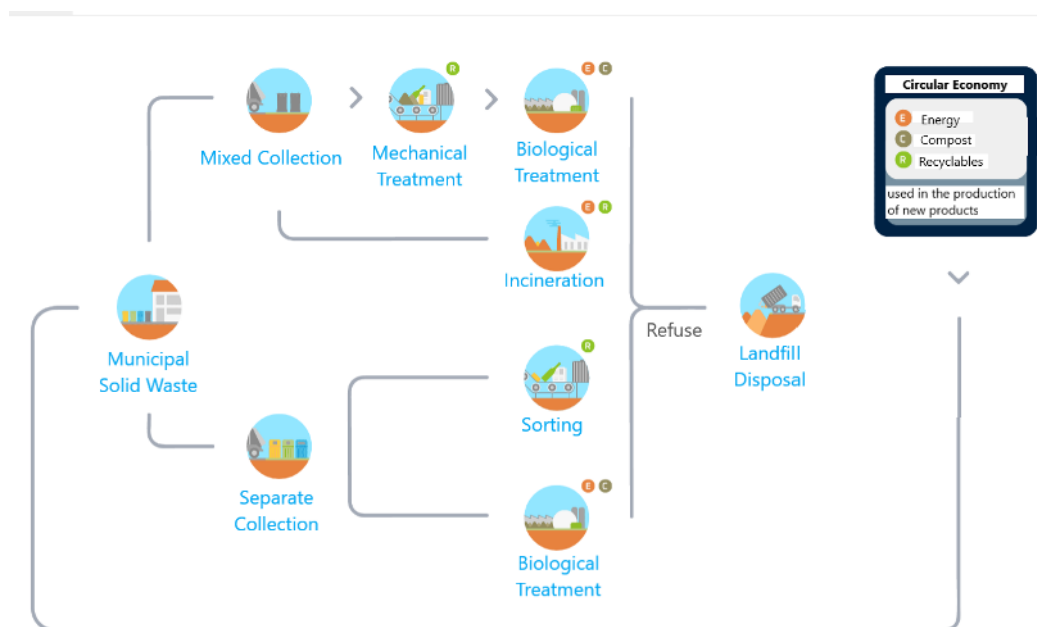 Circular Economy
E Energy
C Compost
R Recyclables
used in the production
of new products
R
E C
Mixed Collection
Mechanical
Treatment
Biological
Treatment
E R
Incineration
Municipal
Solid Waste
Refuse
Landfill
Disposal
R
Sorting
Separate
Collection
E C
Biological
Treatment